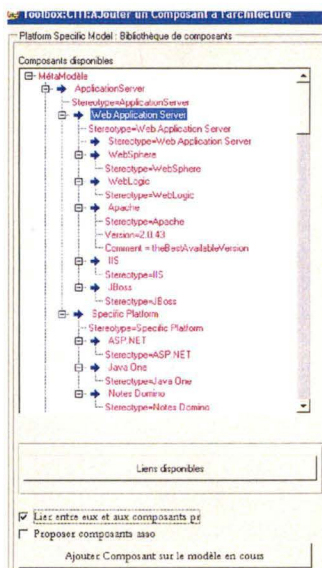 Toolbox:CITI:AJouter un Composant à l'architecture
Platform Specific Model : Bibliothèque de composants
Composants disponibles
MétaModèle
ApplicationServer
Stereotype=ApplicationServer
Web Application Server
Stereotype=Web Application Server
Stereotype=Web Application Server
WebSphere
Stereotype=WebSphere
WebLogic
Stereotype=WebLogic
Apache
Stereotype=Apache
Version=2.0.43
Comment = theBestAvailableVersion
IIS
Stereotype=IIS
JBoss
Stereotype=JBoss
Specific Platform
Stereotype=Specific Platform
ASP.NET
Stereotype=ASP.NET
Java One
Stereotype=Java One
Notes Domino
Stereotype=Notes Domino
Liens disponibles
Lier entre eux et aux composants pr
Proposer composants asso
Ajouter Composant sur le modèle en cours